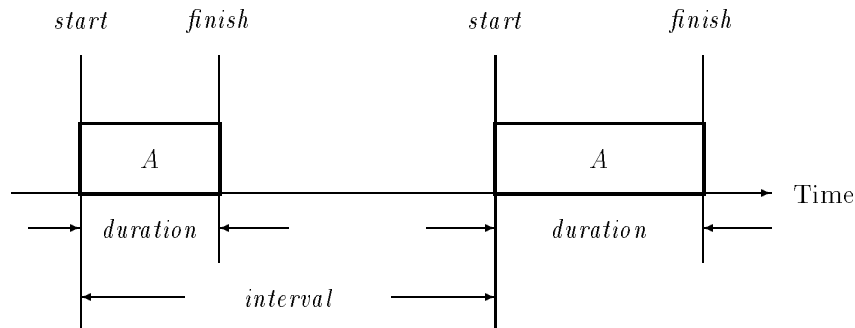 start finish start finish
A A
Time
duration duration
interval